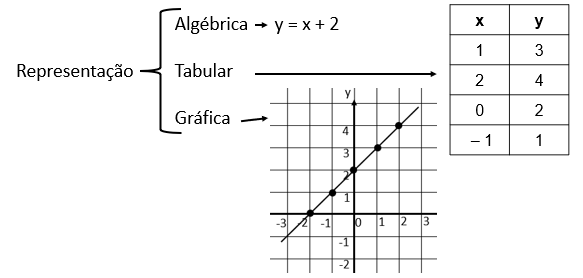 Algébrica → y = x + 2
Representação
Tabular
Gráfica
x y
1 3
2 4
0 2
– 1 1
y
4
3
2
1
-3 -2 -1 0 1 2 3
-1
-2